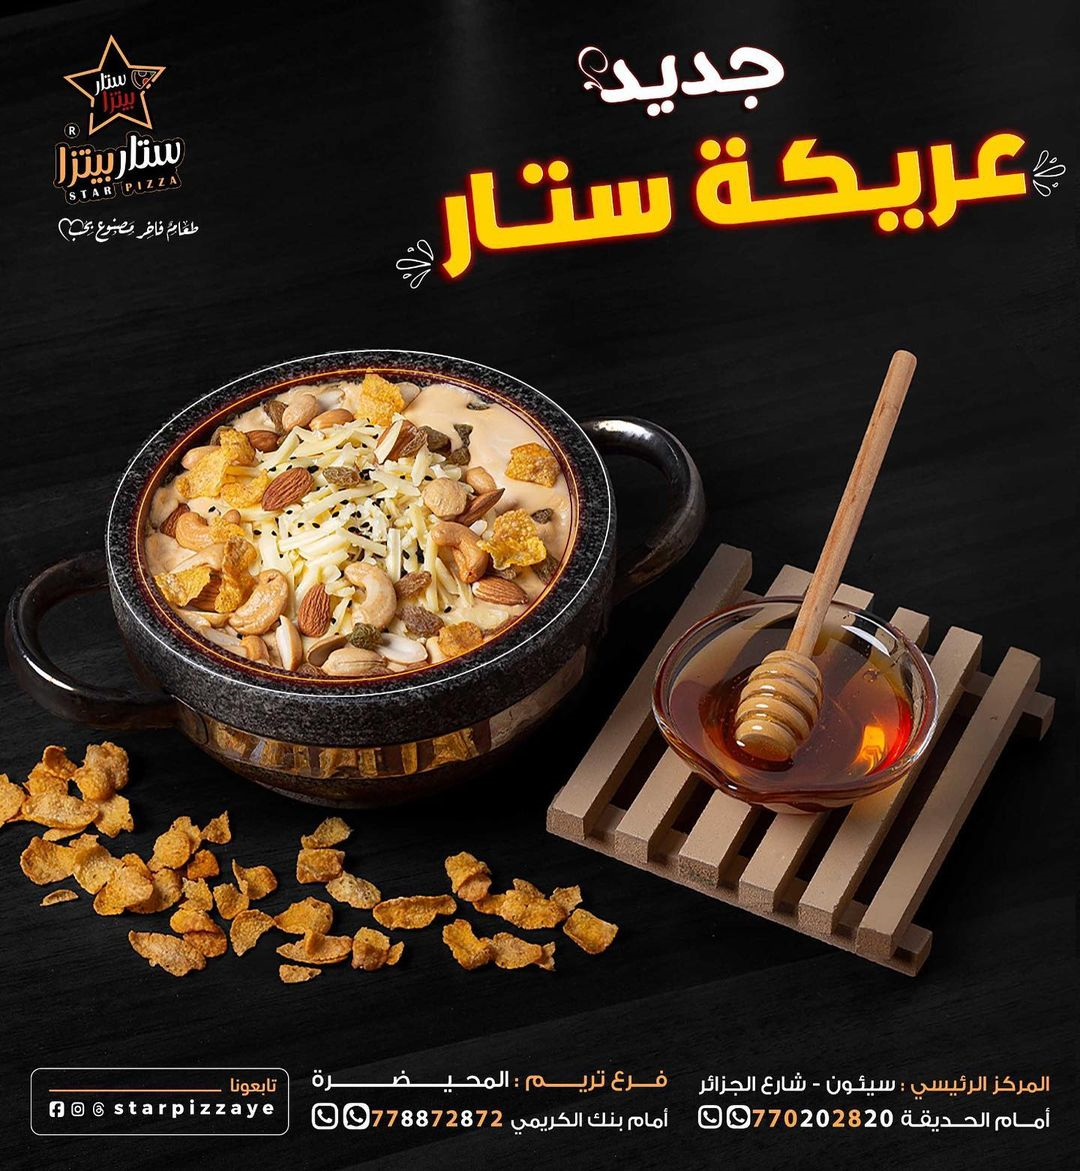 ستار
بيتزا
®
ستار بيتزا
STAR PIZZA
طعام فاخر مصنوع بحب
جديد
عريكة ستار
المركز الرئيسي : سيئون - شارع الجزائر
أمام الحديقة 770202820
فرع تريم : المحيضرة
أمام بنك الكريمي 778872872
تابعونا
starpizzaye